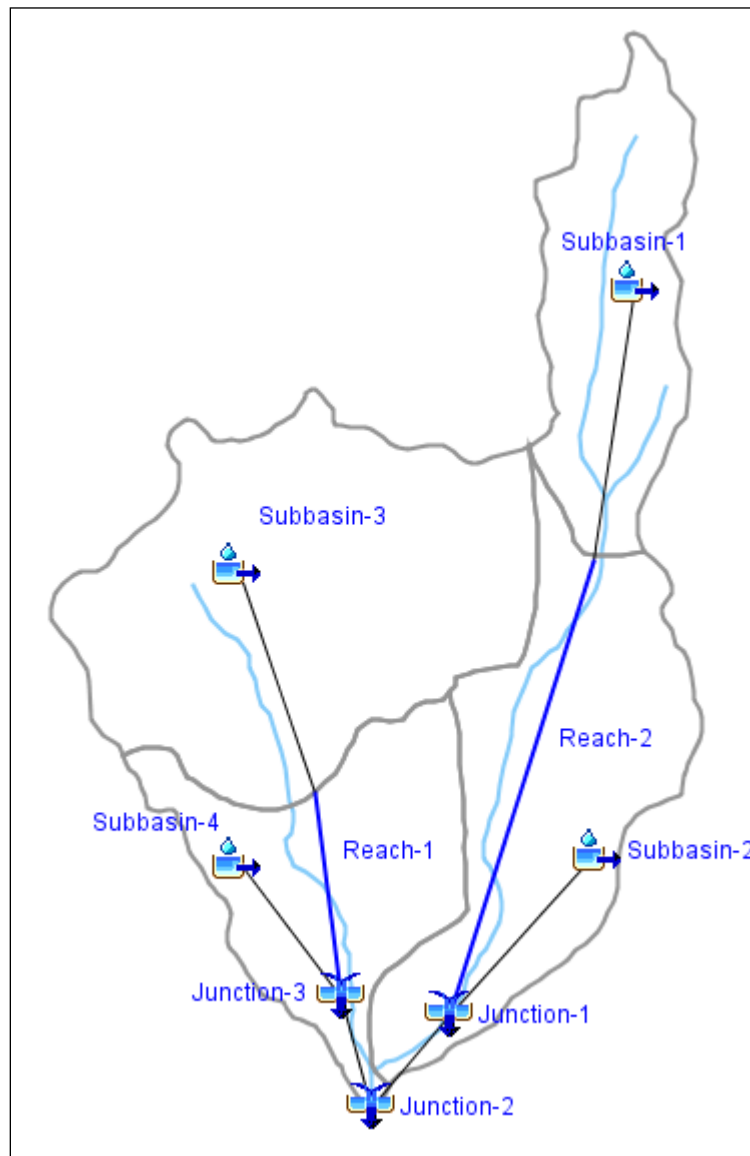 Subbasin-1
Subbasin-3
Reach-2
Subbasin-4
Reach-1
Subbasin-2
Junction-3
Junction-1
Junction-2